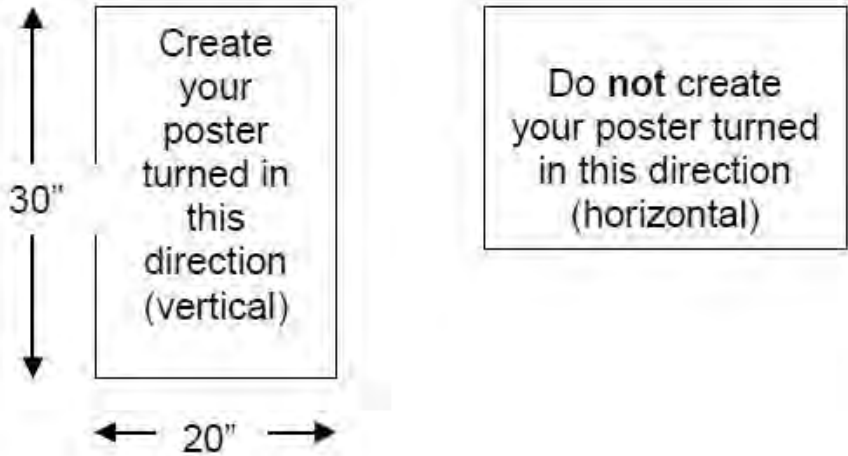 Create
your
poster
turned in
this
direction
(vertical)
30”
20”
Do not create
your poster turned
in this direction
(horizontal)